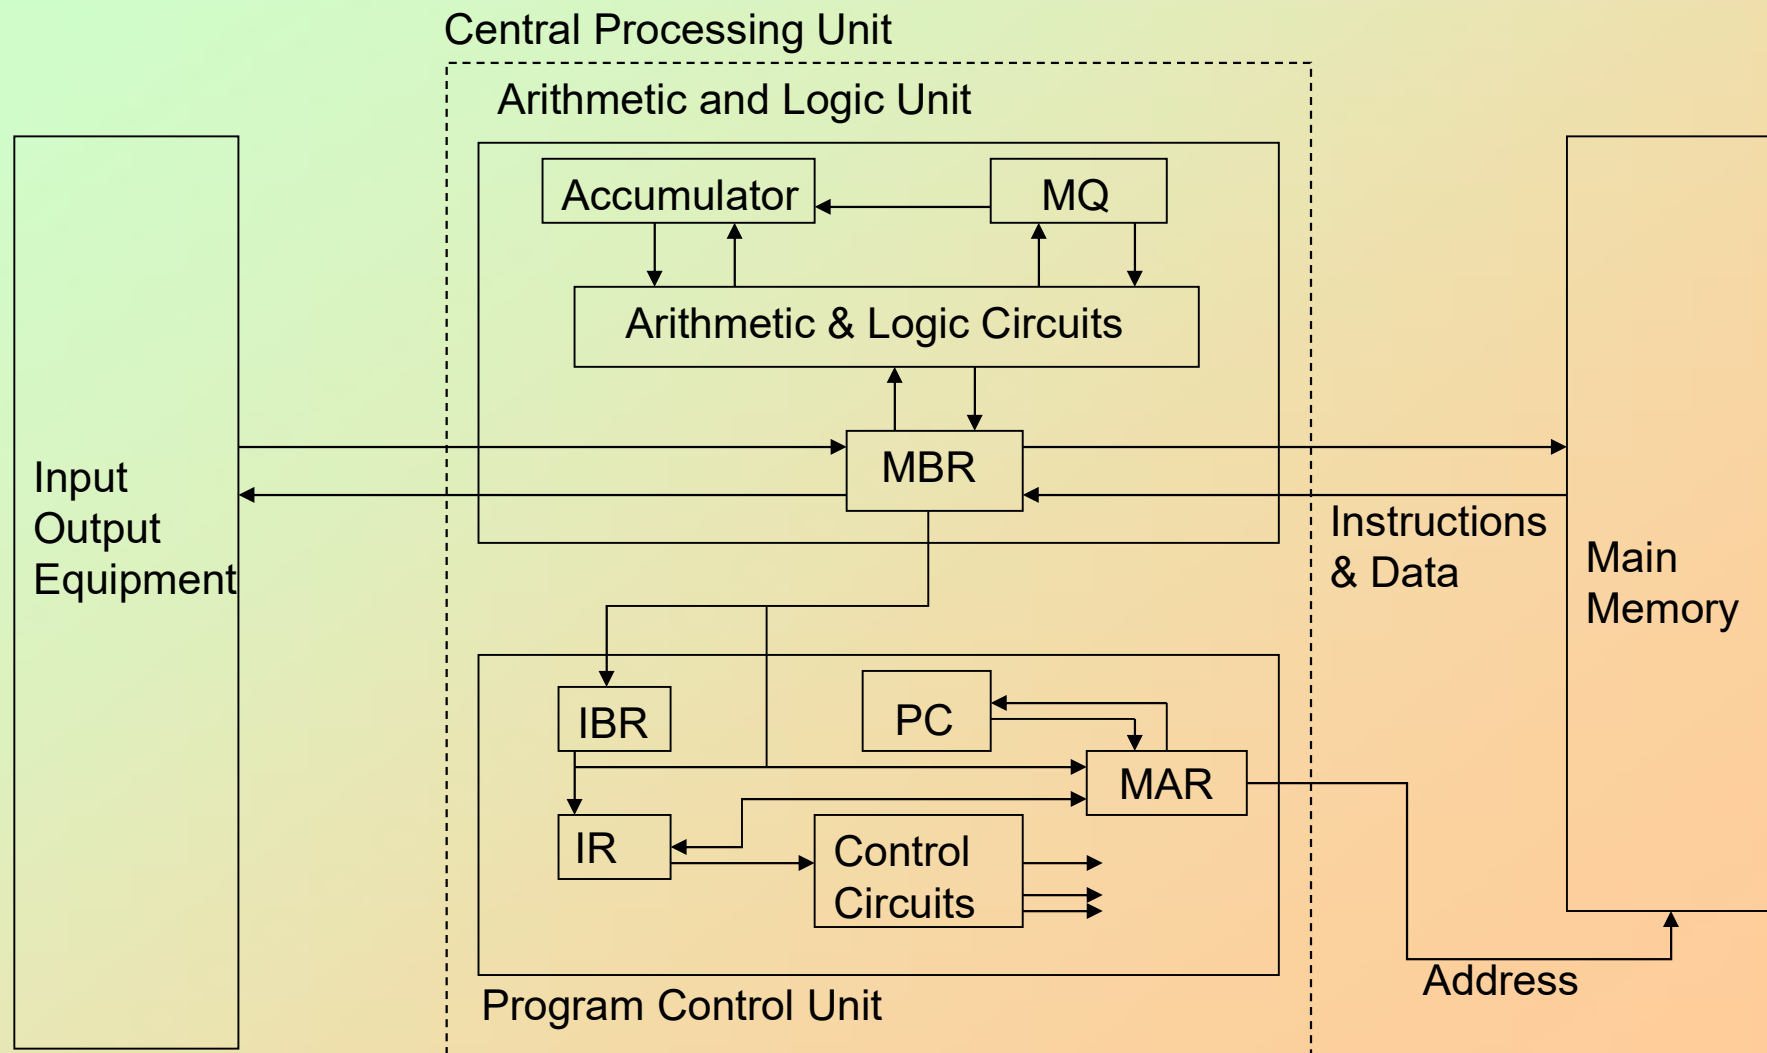 Central Processing Unit
Arithmetic and Logic Unit
Accumulator
MQ
Arithmetic & Logic Circuits
MBR
Input
Output
Equipment
Instructions
& Data
Main
Memory
IBR
PC
MAR
IR
Control
Circuits
Address
Program Control Unit